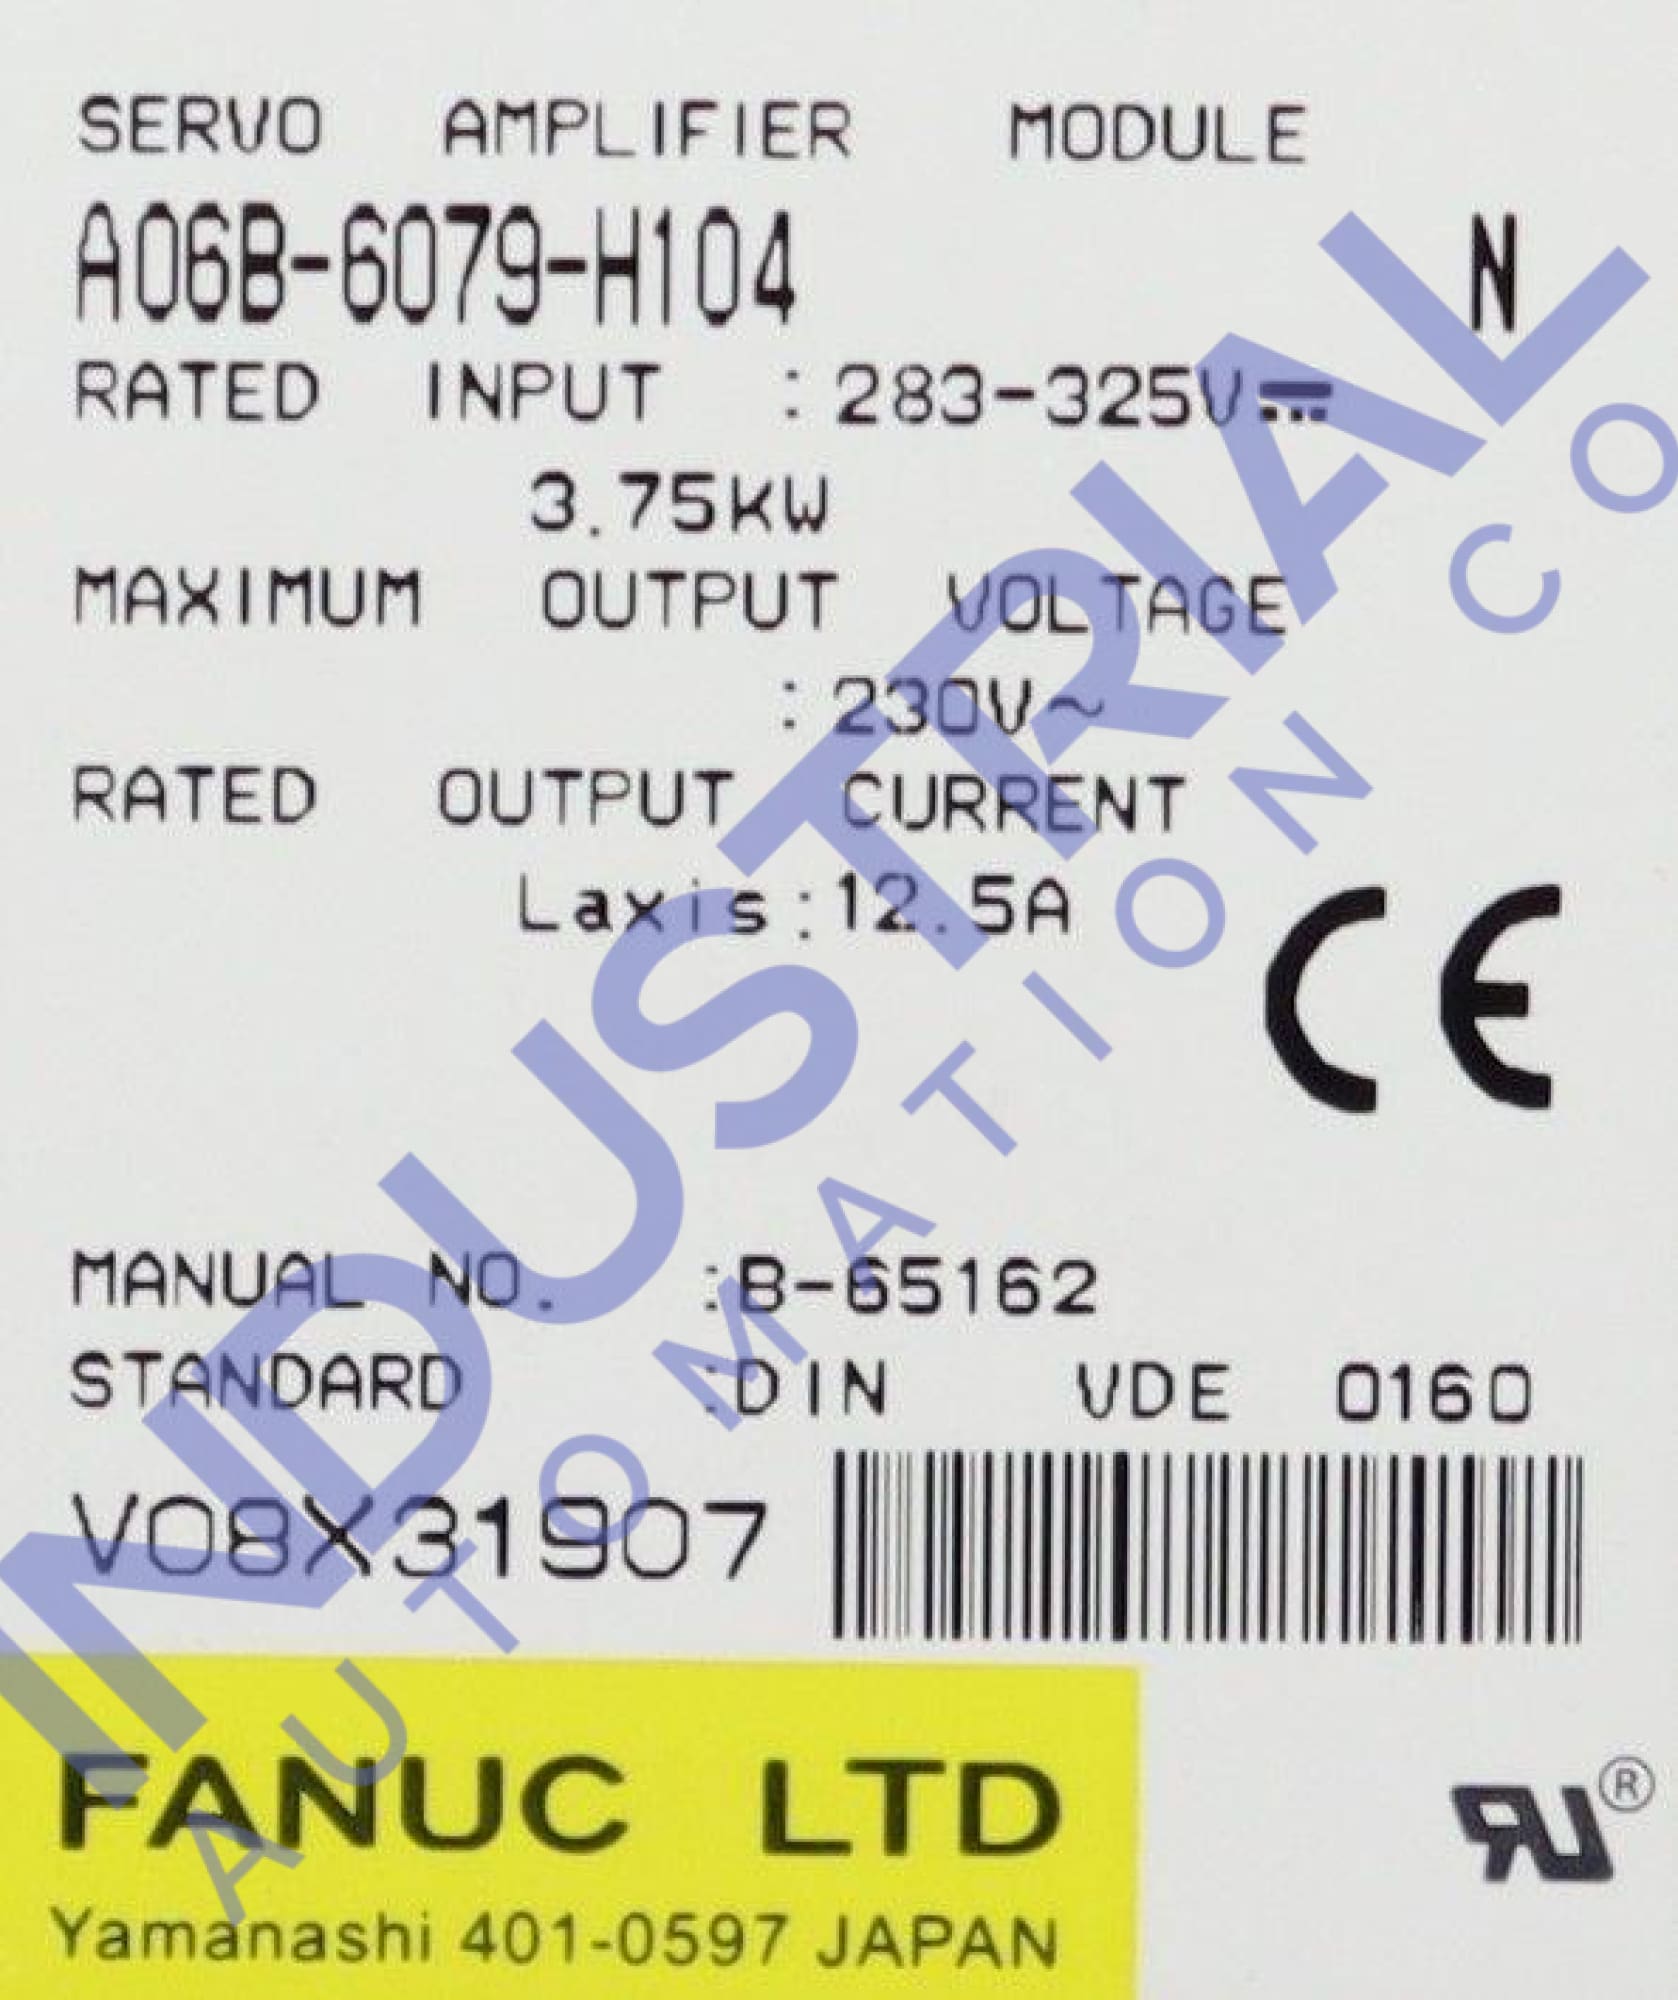 SERVO AMPLIFIER MODULE
A06B-6079-H104 N
RATED INPUT :283-325V⎓
3.75KW
MAXIMUM OUTPUT VOLTAGE
:230V~
RATED OUTPUT CURRENT
Laxis:12.5A
CE
MANUAL NO. :B-65162
STANDARD :DIN VDE 0160
V08X31907
FANUC LTD
Yamanashi 401-0597 JAPAN
RU®
INDUSTRIAL
AUTOMATION CO